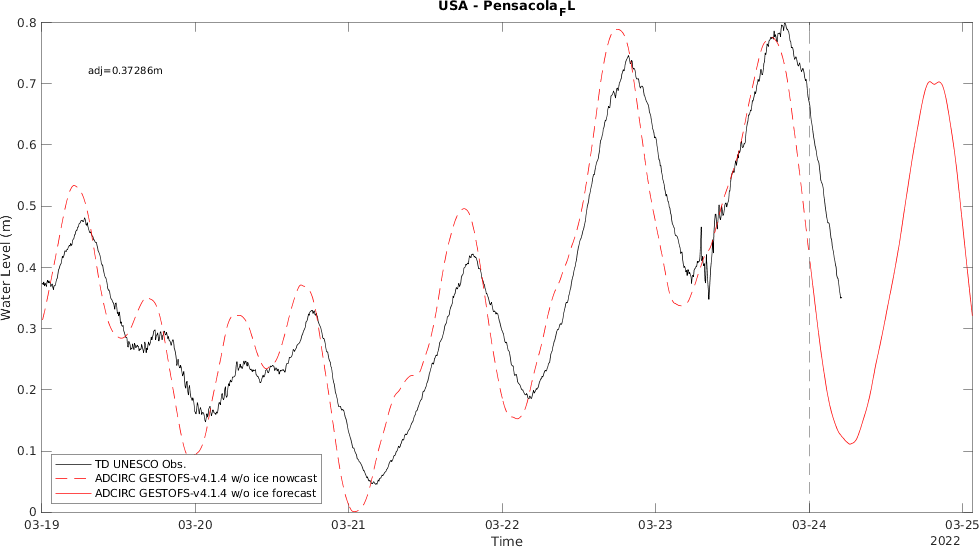 USA - Pensacola_FL
0.8
0.7
0.6
0.5
0.4
0.3
0.2
0.1
0
Water Level (m)
adj=0.37286m
TD UNESCO Obs.
ADCIRC GESTOFS-v4.1.4 w/o ice nowcast
ADCIRC GESTOFS-v4.1.4 w/o ice forecast
03-19 03-20 03-21 03-22 03-23 03-24 03-25
Time 2022